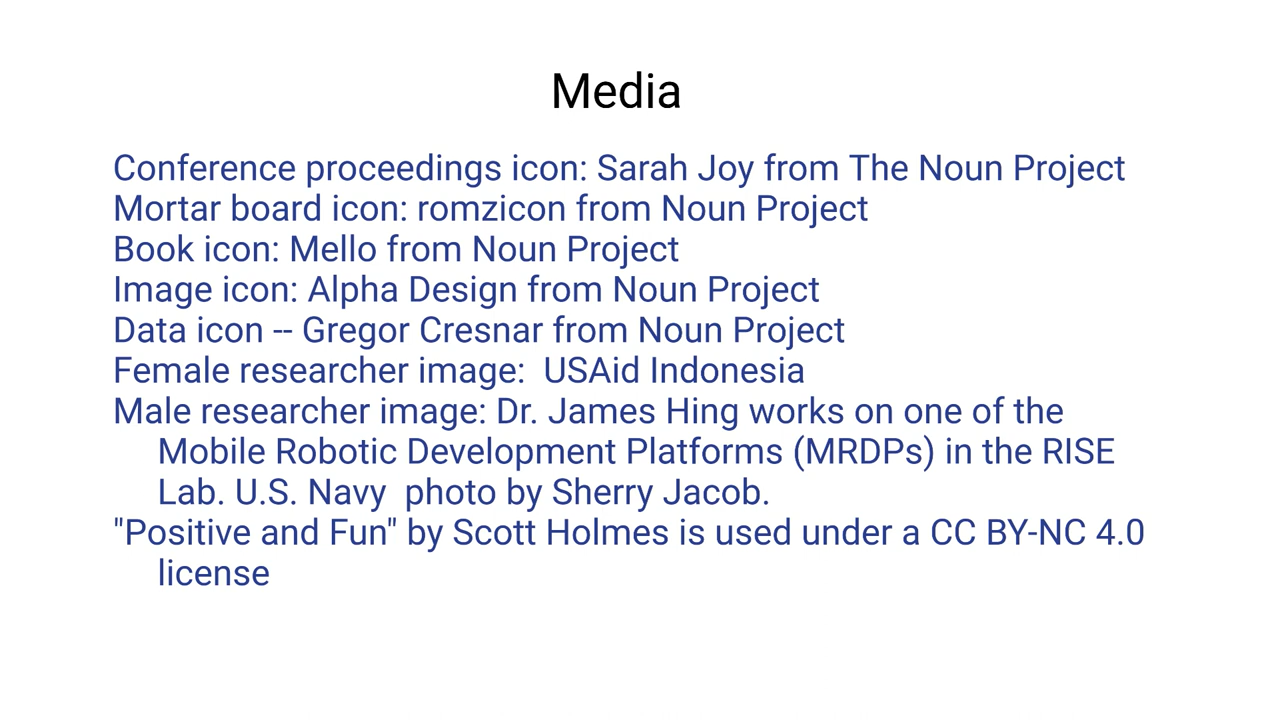 Media
Conference proceedings icon: Sarah Joy from The Noun Project
Mortar board icon: romzicon from Noun Project
Book icon: Mello from Noun Project
Image icon: Alpha Design from Noun Project
Data icon -- Gregor Cresnar from Noun Project
Female researcher image:  USAid Indonesia
Male researcher image: Dr. James Hing works on one of the
Mobile Robotic Development Platforms (MRDPs) in the RISE
Lab. U.S. Navy  photo by Sherry Jacob.
"Positive and Fun" by Scott Holmes is used under a CC BY-NC 4.0
license